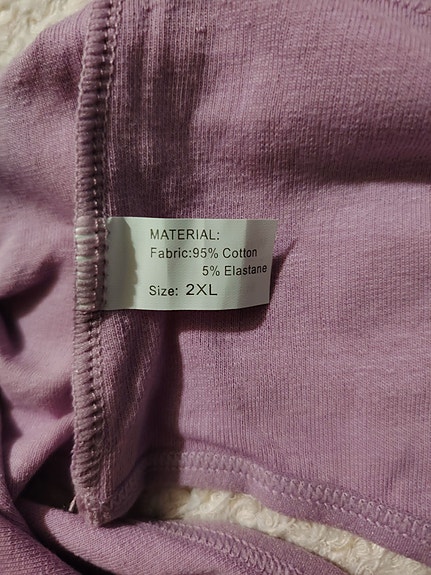 MATERIAL:
Fabric:95% Cotton
5% Elastane
Size: 2XL